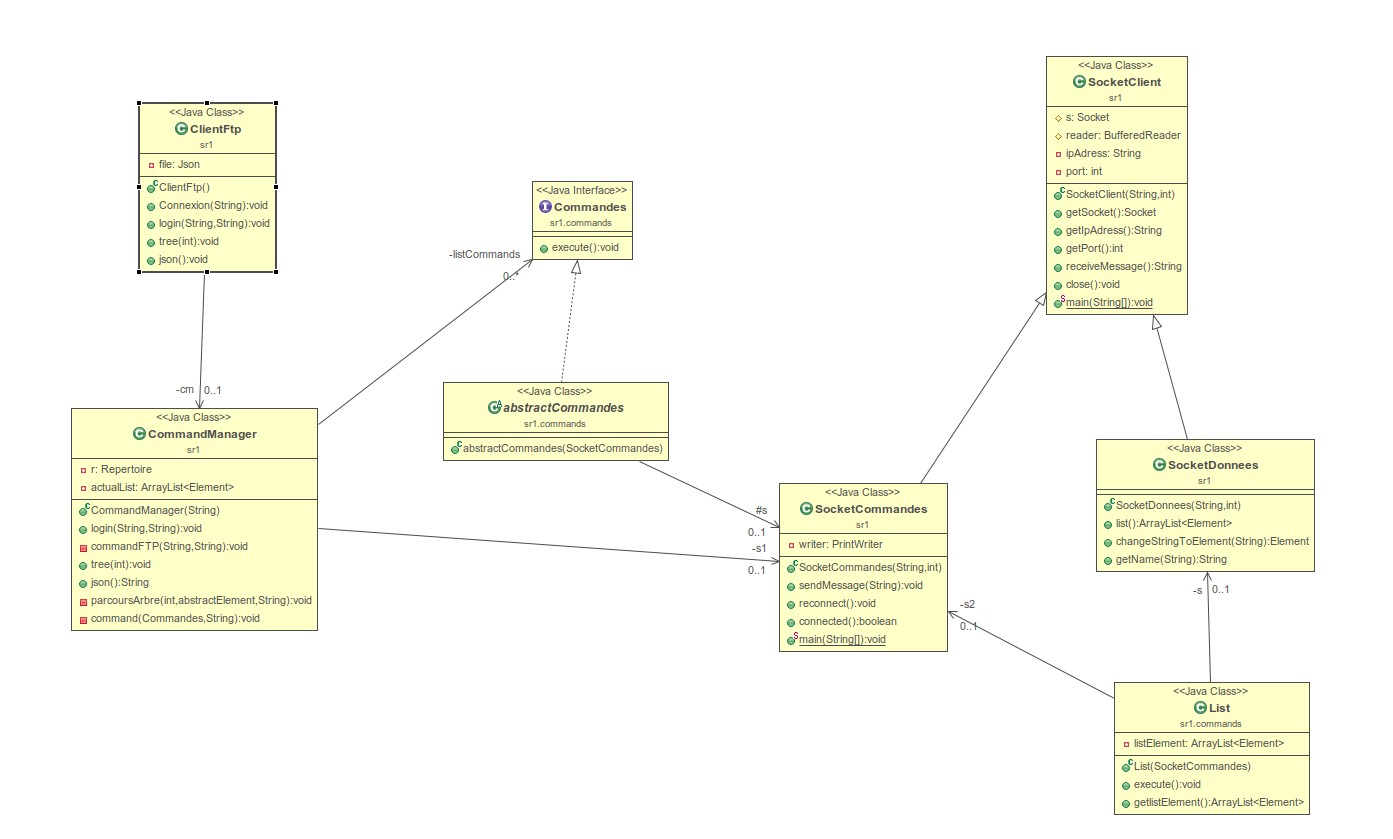 <<Java Class>>
ClientFtp
sr1
file: Json
ClientFtp()
Connexion(String):void
login(String,String):void
tree(int):void
json():void
<<Java Interface>>
Commandes
sr1.commands
execute():void
<<Java Class>>
SocketClient
sr1
s: Socket
reader: BufferedReader
ipAdress: String
port: int
SocketClient(String,int)
getSocket():Socket
getIpAdress():String
getPort():int
receiveMessage():String
close():void
main(String[]):void
-listCommands
0..*
-cm
0..1
<<Java Class>>
CommandManager
sr1
r: Repertoire
actualList: ArrayList<Element>
CommandManager(String)
login(String,String):void
commandFTP(String,String):void
tree(int):void
json():String
parcoursArbre(int,abstractElement,String):void
command(Commandes,String):void
<<Java Class>>
abstractCommandes
sr1.commands
abstractCommandes(SocketCommandes)
#s
0..1
-s1
0..1
<<Java Class>>
SocketCommandes
sr1
writer: PrintWriter
SocketCommandes(String,int)
sendMessage(String):void
reconnect():void
connected():boolean
main(String[]):void
<<Java Class>>
SocketDonnees
sr1
SocketDonnees(String,int)
list():ArrayList<Element>
changeStringToElement(String):Element
getName(String):String
-s
0..1
-s2
0..1
<<Java Class>>
List
sr1.commands
listElement: ArrayList<Element>
List(SocketCommandes)
execute():void
getlistElement():ArrayList<Element>